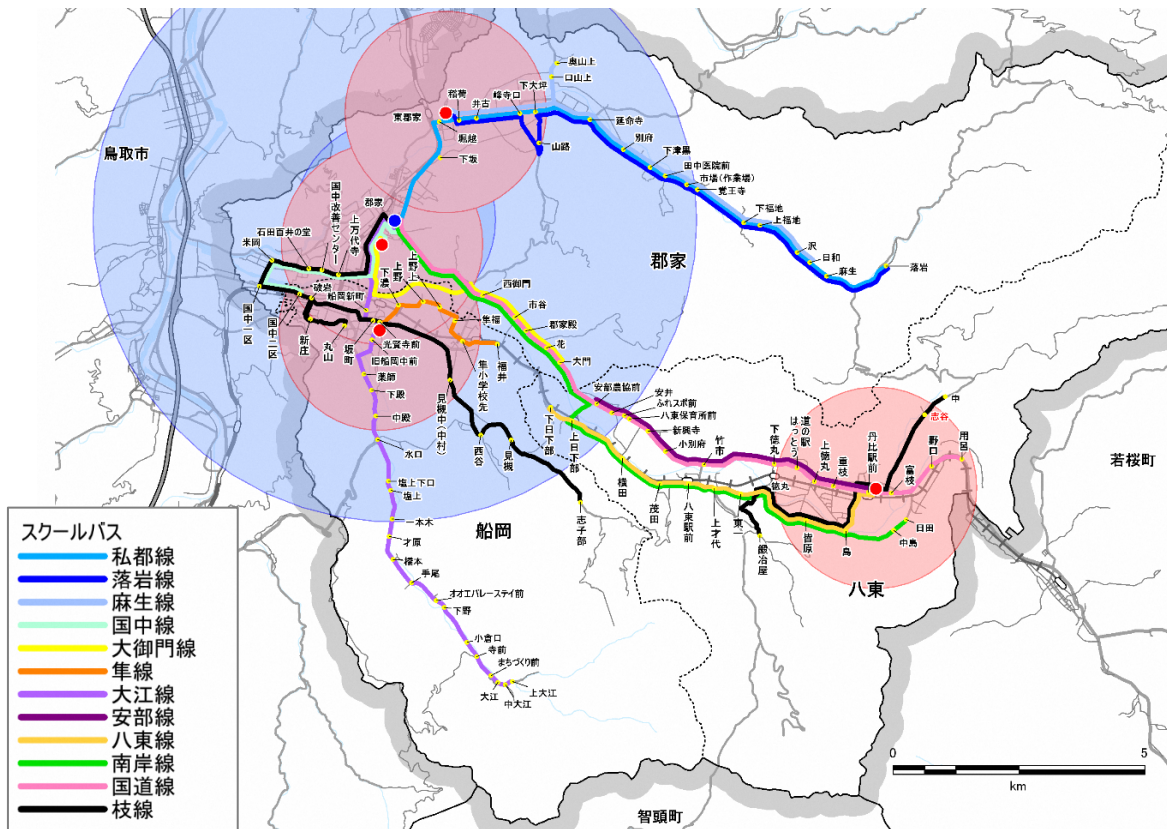 奥山上
口山上
下大坪
峰寺口
井古
稲荷
東郡家
堀越
山路
延命寺
別府
下津黒
田中医院前
市場(作業場)
覚王寺
下坂
鳥取市
郡家
国中改善センター
上万代寺
石田百井の堂
米岡
下福地
上福地
沢
日和
麻生
落岩
郡家
上野上
上野
下濃
西御門
破岩
船岡新町
市谷
隼福
郡家殿
花
大門
国中一区
国中二区
新庄
丸山
坂町
光賀寺前
旧船岡中前
隼小学校先
福井
薬師
下殿
中殿
見槻中(中村)
安部農協前
安井
ふれスポ前
八東保育所前
新興寺
小別府
下日下部
上日下部
水口
西谷
見槻
竹市
下徳丸
道の駅はっとう
上徳丸
重枝
丹比駅前
中
志谷
野口
用呂
富枝
若桜町
塩上下口
塩上
横田
茂田
八東駅前
上才代
東二
鍛冶屋
徳丸
皆原
島
日田
中島
志子部
船岡
八東
一本木
才原
橋本
手尾
オオエバレーステイ前
下野
小倉口
寺前
まちづくり前
大江
中大江
上大江
スクールバス
私都線
落岩線
麻生線
国中線
大御門線
隼線
大江線
安部線
八東線
南岸線
国道線
枝線
0
5
km
智頭町